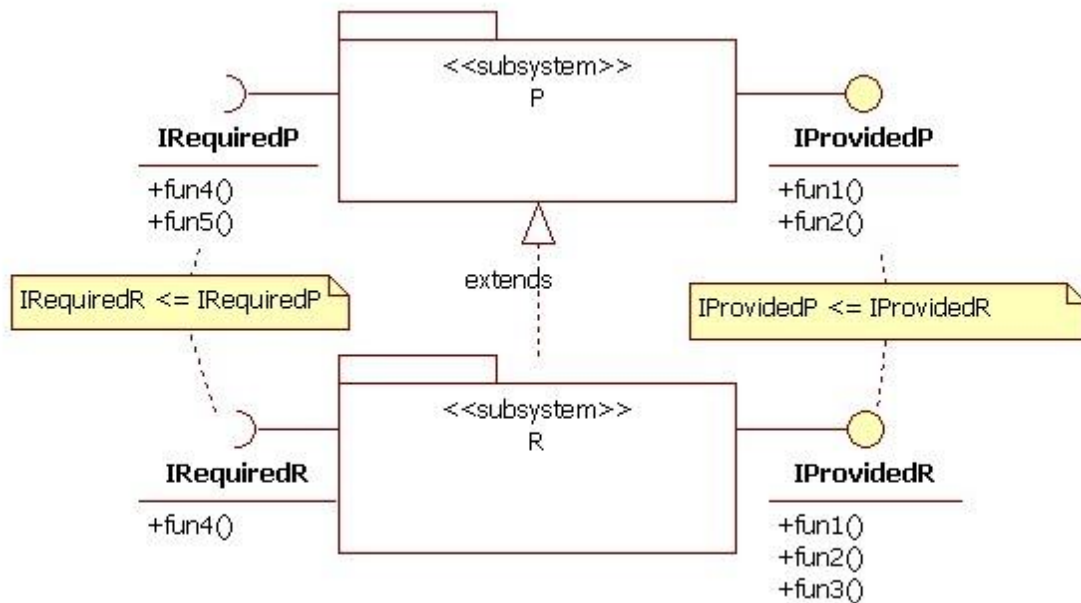 <<subsystem>>
P
IRequiredP
+fun4()
+fun5()
IProvidedP
+fun1()
+fun2()
extends
IRequiredR <= IRequiredP
IProvidedP <= IProvidedR
<<subsystem>>
R
IRequiredR
+fun4()
IProvidedR
+fun1()
+fun2()
+fun3()